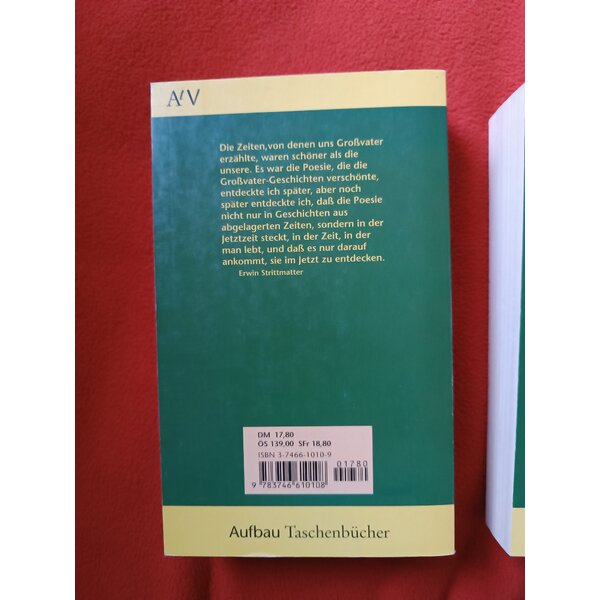 AtV
Die Zeiten,von denen uns Großvater
erzählte, waren schöner als die
unsere. Es war die Poesie, die die
Großvater-Geschichten verschönte,
entdeckte ich später, aber noch
später entdeckte ich, daß die Poesie
nicht nur in Geschichten aus
abgelagerten Zeiten, sondern in der
Jetztzeit steckt, in der Zeit, in der
man lebt, und daß es nur darauf
ankommt, sie im Jetzt zu entdecken.
Erwin Strittmatter
DM 17,80
ÖS 139,00 SFr 18,80
ISBN 3-7466-1010-9
01780
9 783746 610108
Aufbau Taschenbücher